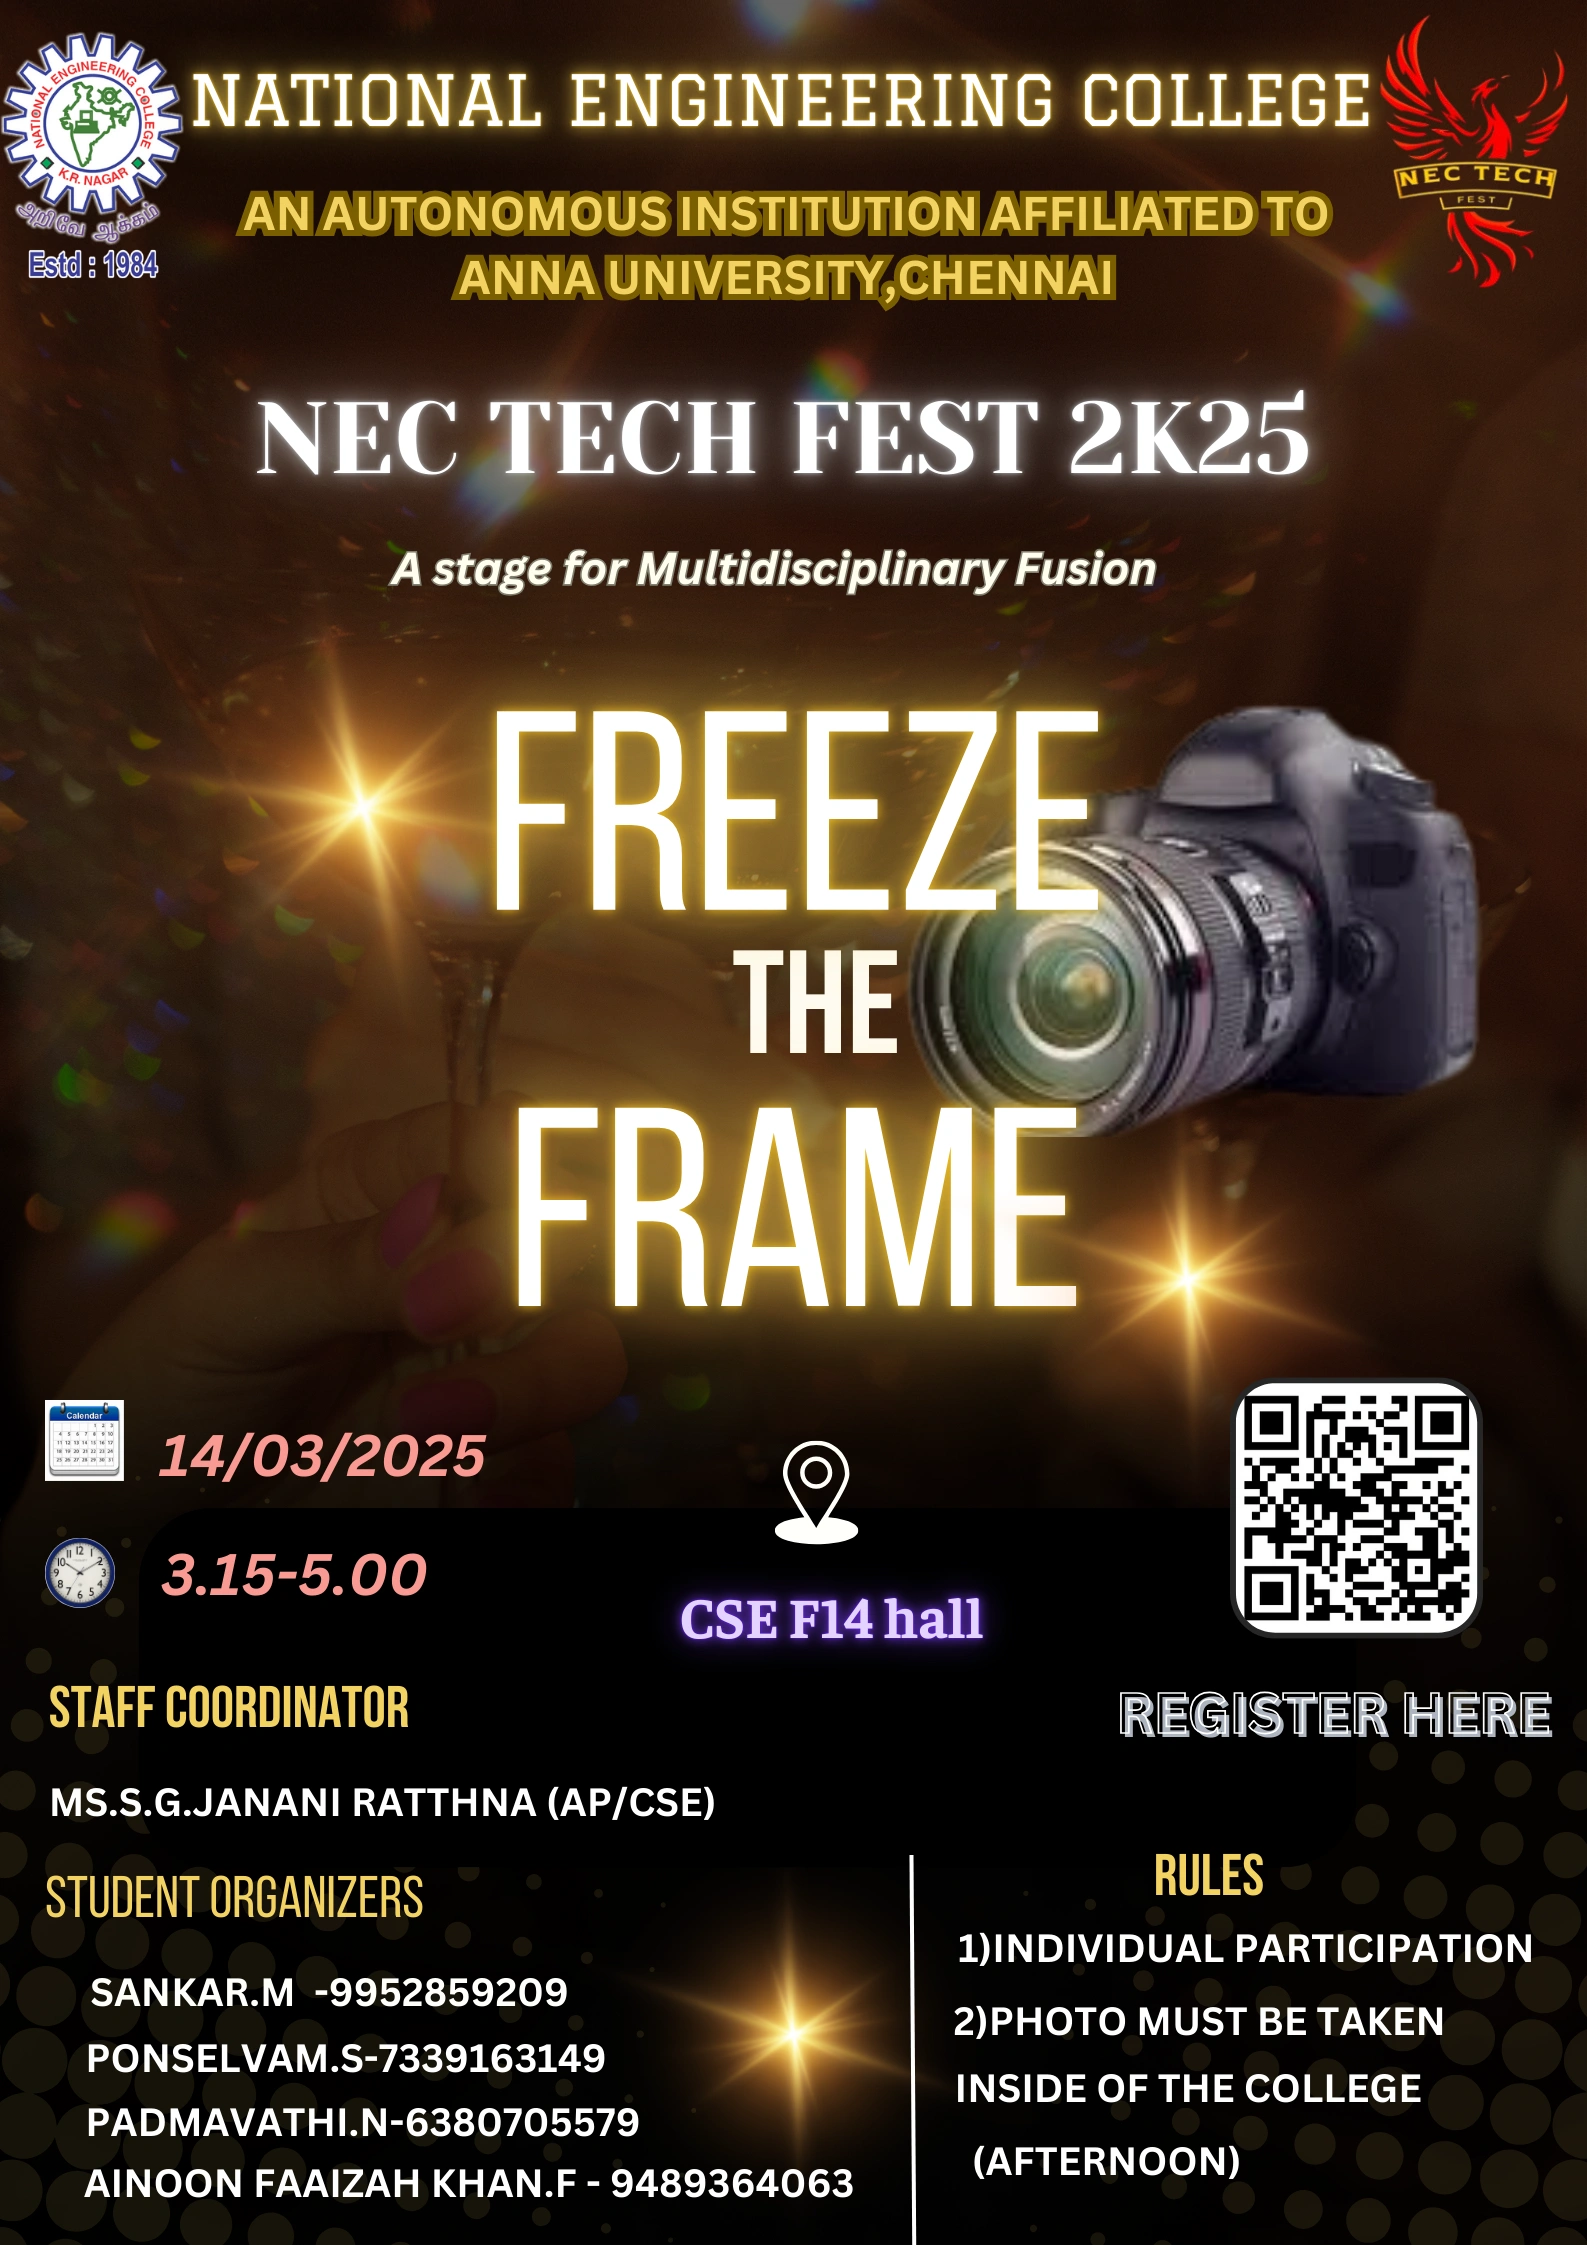 NATIONAL ENGINEERING COLLEGE
NATIONAL ENGINEERING COLLEGE
K.R. NAGAR
அறிவே ஆக்கம்
Estd : 1984
NEC TECH
FEST
AN AUTONOMOUS INSTITUTION AFFILIATED TO
ANNA UNIVERSITY,CHENNAI
NEC TECH FEST 2K25
A stage for Multidisciplinary Fusion
FREEZE
THE
FRAME
Calendar
14/03/2025
3.15-5.00
CSE F14 hall
REGISTER HERE
STAFF COORDINATOR
MS.S.G.JANANI RATTHNA (AP/CSE)
STUDENT ORGANIZERS
SANKAR.M -9952859209
PONSELVAM.S-7339163149
PADMAVATHI.N-6380705579
AINOON FAAIZAH KHAN.F - 9489364063
RULES
1)INDIVIDUAL PARTICIPATION
2)PHOTO MUST BE TAKEN
INSIDE OF THE COLLEGE
(AFTERNOON)